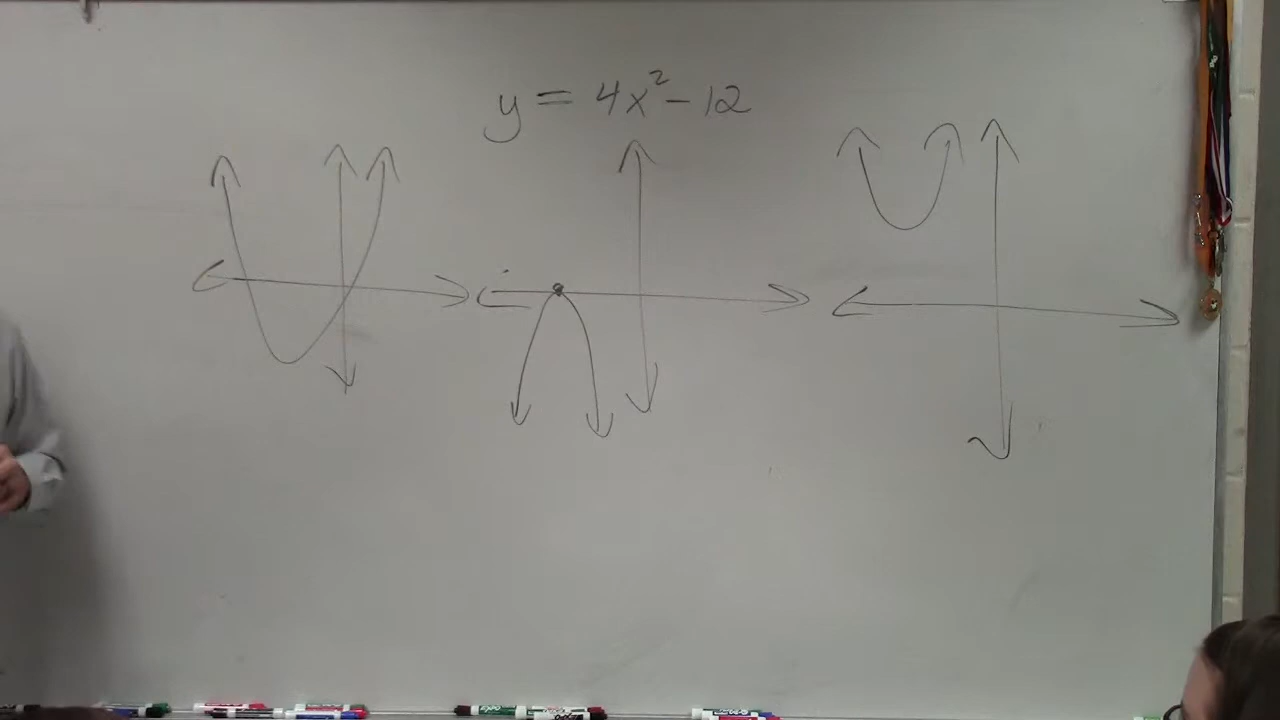 y = 4x² - 12